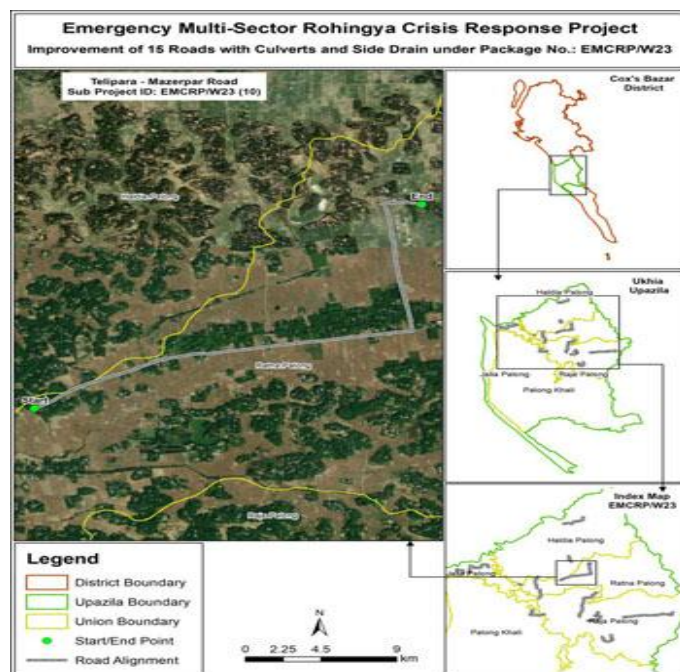 Emergency Multi-Sector Rohingya Crisis Response Project
Improvement of 15 Roads with Culverts and Side Drain under Package No.: EMCRP/W23
Telipara - Mazerpar Road
Sub Project ID: EMCRP/W23 (10)
Haldia Palong
End
Ratna Palong
Start
Raja Palong
Cox's Bazar
District
Ukhia
Upazila
Haldia Palong
Jalia Palong
Raja Palong
Palong Khali
Index Map
EMCRP/W23
Haldia Palong
Jalia Palong
Ratna Palong
Raja Palong
Palong Khali
Legend
District Boundary
Upazila Boundary
Union Boundary
Start/End Point
Road Alignment
N
0 2.25 4.5 9
km